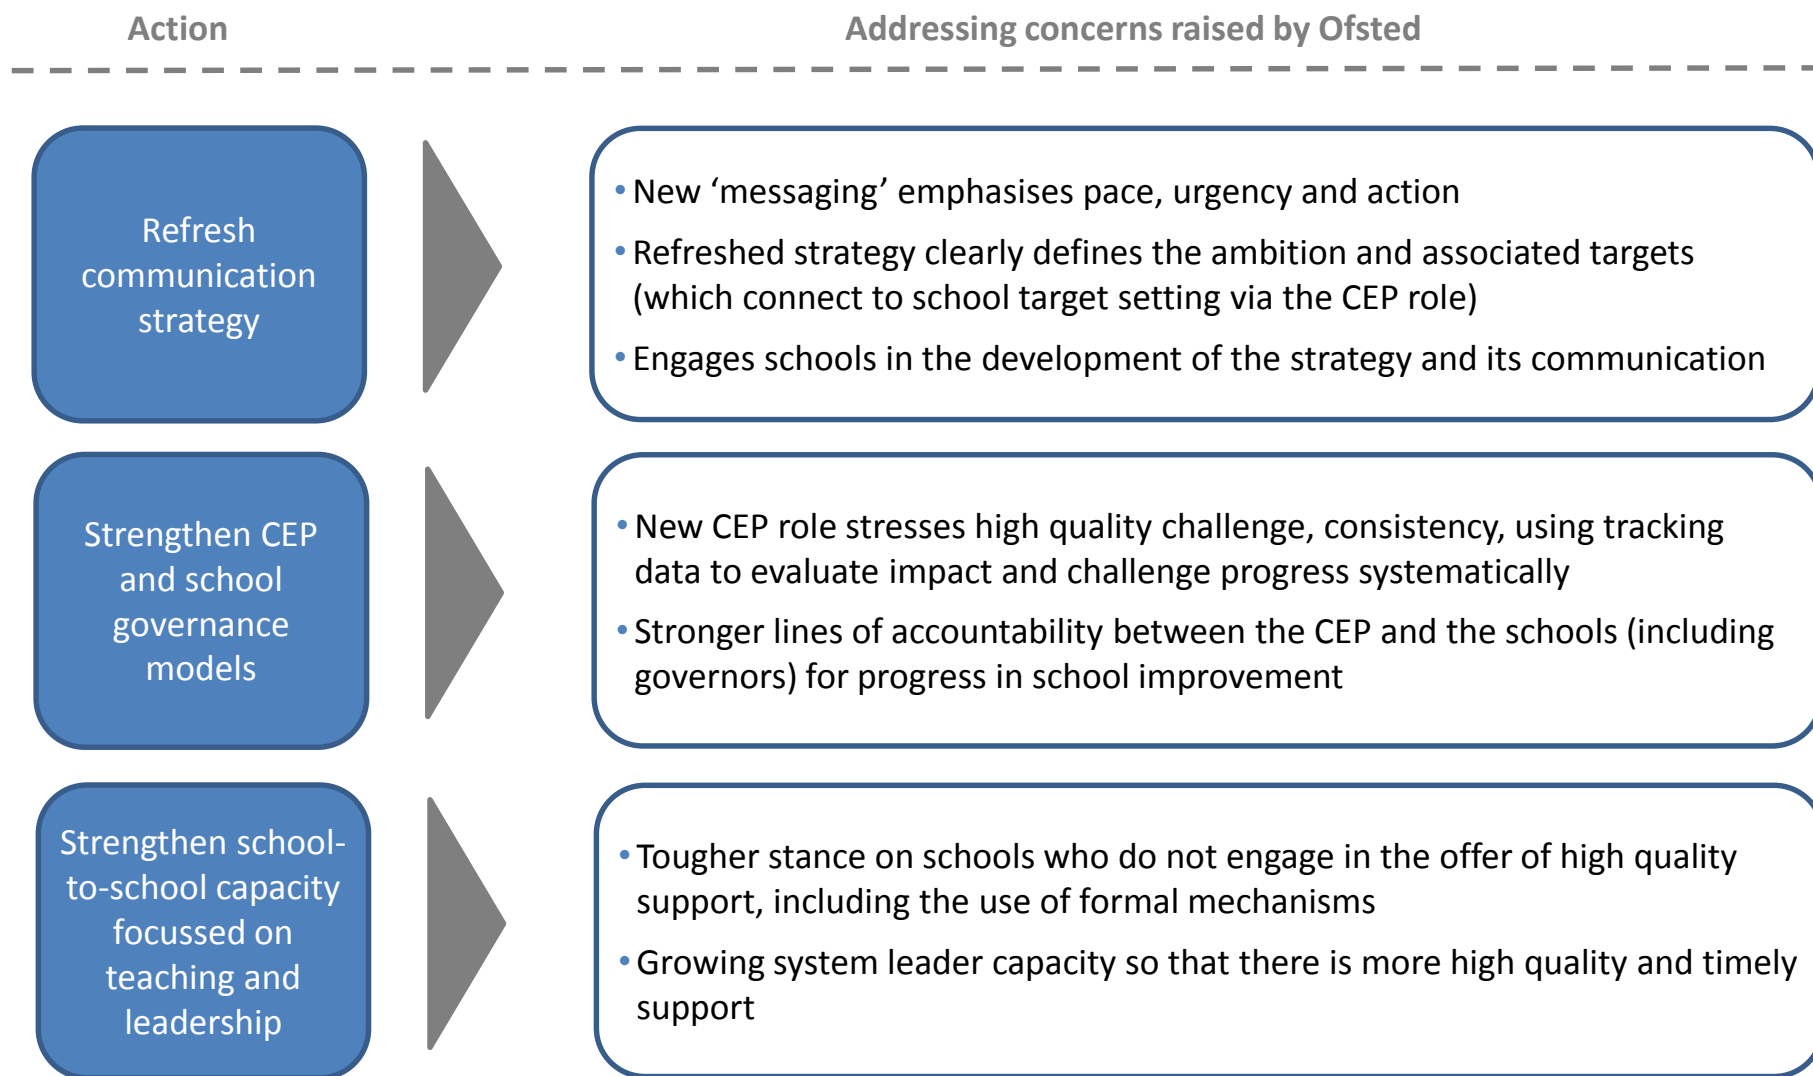 Action
Addressing concerns raised by Ofsted
Refresh
communication
strategy
• New ‘messaging’ emphasises pace, urgency and action
• Refreshed strategy clearly defines the ambition and associated targets
(which connect to school target setting via the CEP role)
• Engages schools in the development of the strategy and its communication
Strengthen CEP
and school
governance
models
• New CEP role stresses high quality challenge, consistency, using tracking
data to evaluate impact and challenge progress systematically
• Stronger lines of accountability between the CEP and the schools (including
governors) for progress in school improvement
Strengthen school-
to-school capacity
focussed on
teaching and
leadership
• Tougher stance on schools who do not engage in the offer of high quality
support, including the use of formal mechanisms
• Growing system leader capacity so that there is more high quality and timely
support